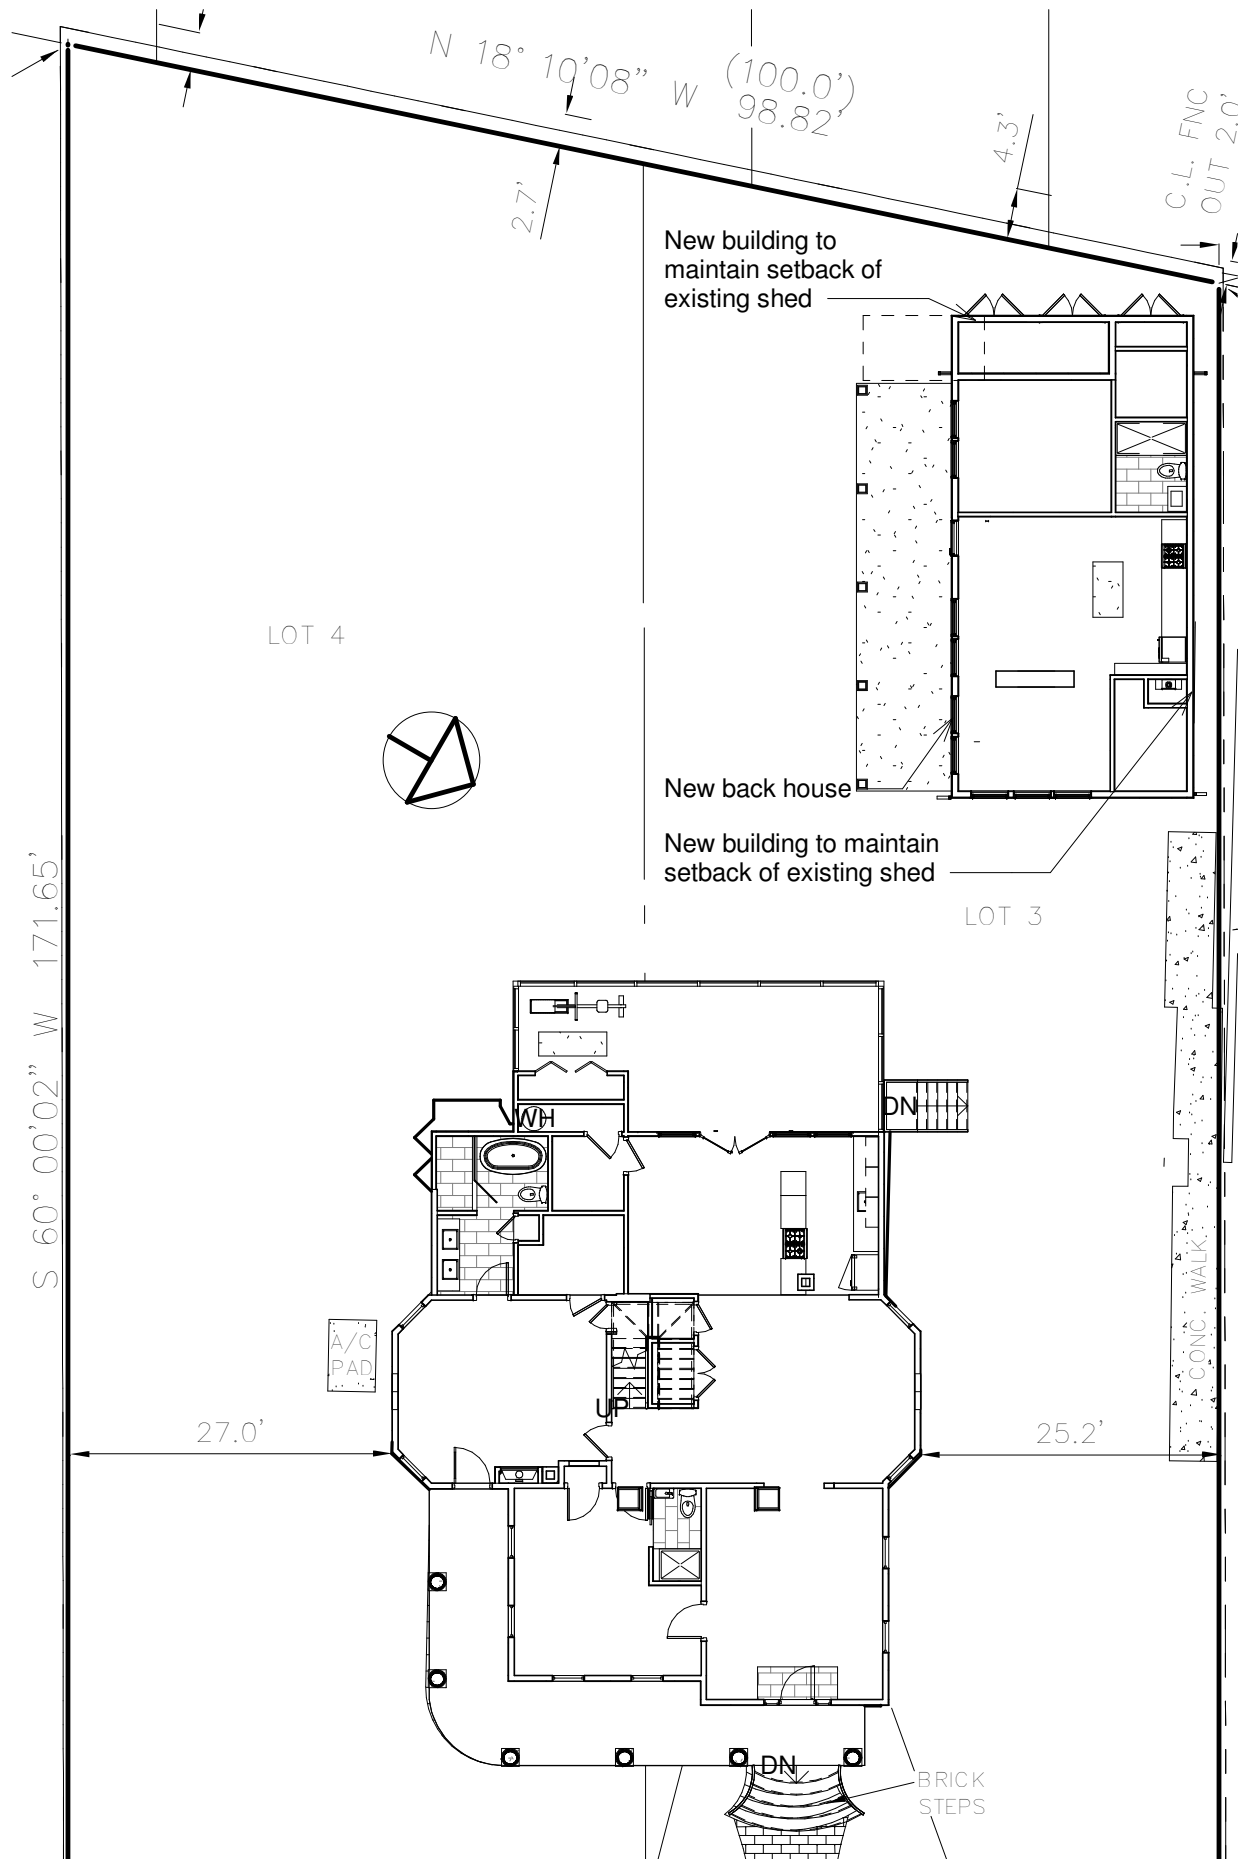 N 18° 10'08" W
(100.0')
98.82'
C.L. FNC
OUT 2.0'
4.3'
2.7'
New building to
maintain setback of
existing shed
LOT 4
New back house
New building to maintain
setback of existing shed
LOT 3
S 60° 00'02" W 171.65'
WH
DN
CONC. WALK
A/C
PAD
UP
27.0'
25.2'
DN
BRICK
STEPS